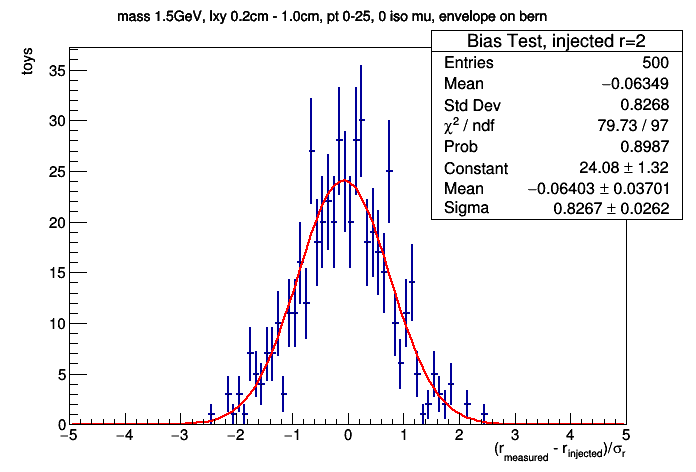 mass 1.5GeV, lxy 0.2cm - 1.0cm, pt 0-25, 0 iso mu, envelope on bern
Bias Test, injected r=2
Entries 500
Mean −0.06349
Std Dev 0.8268
χ² / ndf 79.73 / 97
Prob 0.8987
Constant 24.08 ± 1.32
Mean −0.06403 ± 0.03701
Sigma 0.8267 ± 0.0262
toys
35
30
25
20
15
10
5
0
−5 −4 −3 −2 −1 0 1 2 3 4 5
(r_measured - r_injected)/σ_r